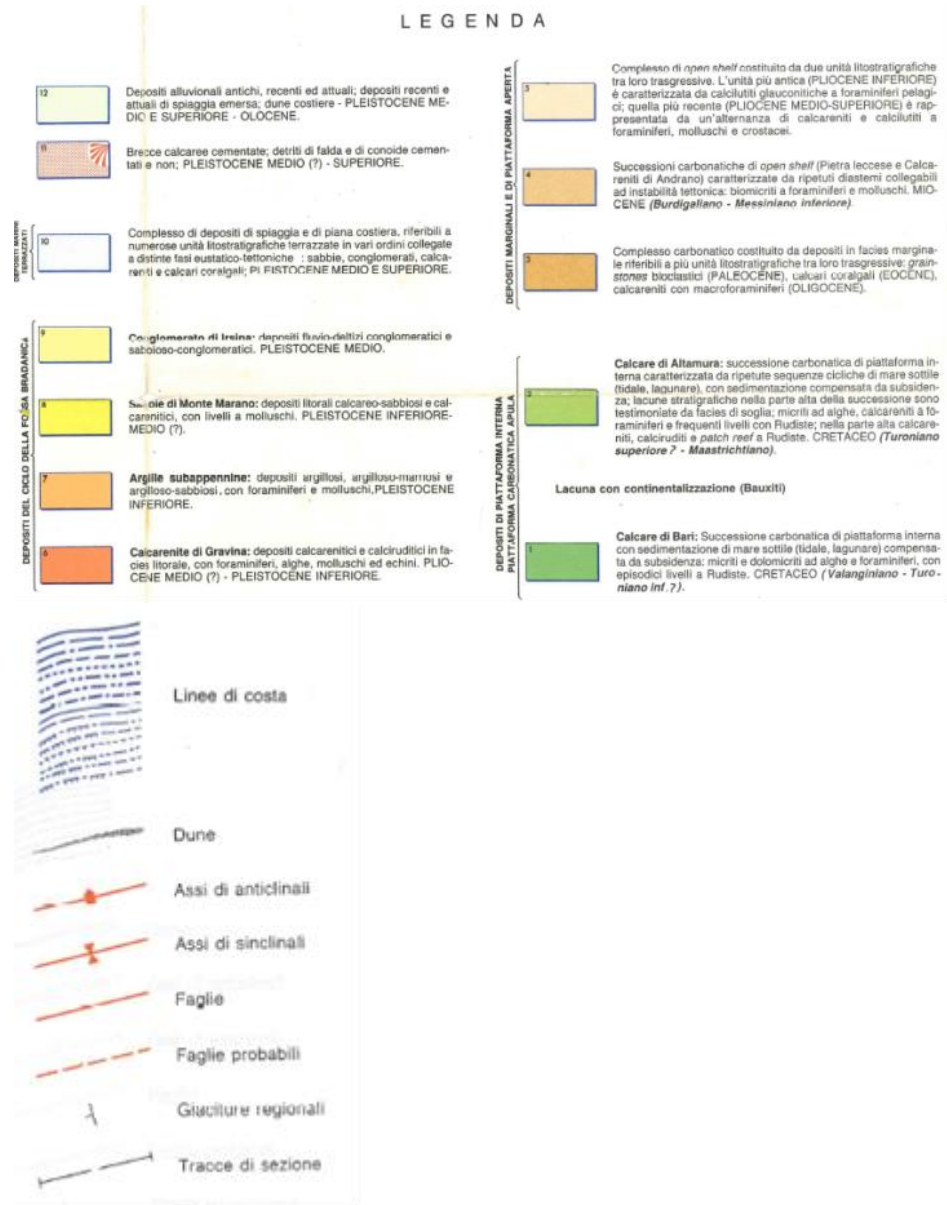 LEGENDA
12
Depositi alluvionali antichi, recenti ed attuali; depositi recenti e
attuali di spiaggia emersa; dune costiere - PLEISTOCENE ME-
DIO E SUPERIORE - OLOCENE.
11
Brecce calcaree cementate; detriti di falda e di conoide cemen-
tati e non; PLEISTOCENE MEDIO (?) - SUPERIORE.
DEPOSITI MARINI
TERRAZZATI
10
Complesso di depositi di spiaggia e di piana costiera, riferibili a
numerose unità litostratigrafiche terrazzate in vari ordini collegate
a distinte fasi eustatico-tettoniche : sabbie, conglomerati, calca-
renti e calcari coralgali; PLEISTOCENE MEDIO E SUPERIORE.
DEPOSITI DEL CICLO DELLA FOSSA BRADANICA
9
Conglomerato di Irsina: depositi fluvio-deltizi conglomeratici e
sabbioso-conglomeratici. PLEISTOCENE MEDIO.
8
Sabbie di Monte Marano: depositi litorali calcareo-sabbiosi e cal-
carenitici, con livelli a molluschi. PLEISTOCENE INFERIORE-
MEDIO (?).
7
Argille subappennine: depositi argillosi, argilloso-marnosi e
argilloso-sabbiosi, con foraminiferi e molluschi, PLEISTOCENE
INFERIORE.
6
Calcarenite di Gravina: depositi calcarenitici e calciruditici in fa-
cies litorale, con foraminiferi, alghe, molluschi ed echini. PLIO-
CENE MEDIO (?) - PLEISTOCENE INFERIORE.
DEPOSITI MARGINALI E DI PIATTAFORMA APERTA
5
Complesso di open shelf costituito da due unità litostratigrafiche
tra loro trasgressive. L'unità più antica (PLIOCENE INFERIORE)
è caratterizzata da calcilutiti glauconitiche a foraminiferi pelagi-
ci; quella più recente (PLIOCENE MEDIO-SUPERIORE) è rap-
presentata da un'alternanza di calcareniti e calcilutiti a
foraminiferi, molluschi e crostacei.
4
Successioni carbonatiche di open shelf (Pietra leccese e Calca-
reniti di Andrano) caratterizzate da ripetuti diastemi collegabili
ad instabilità tettonica: biomicriti a foraminiferi e molluschi. MIO-
CENE (Burdigaliano - Messiniano inferiore).
3
Complesso carbonatico costituito da depositi in facies margina-
le riferibili a più unità litostratigrafiche tra loro trasgressive: grain-
stones bioclastici (PALEOCENE), calcari coralgali (EOCENE),
calcareniti con macroforaminiferi (OLIGOCENE).
DEPOSITI DI PIATTAFORMA INTERNA
PIATTAFORMA CARBONATICA APULA
2
Calcare di Altamura: successione carbonatica di piattaforma in-
terna caratterizzata da ripetute sequenze cicliche di mare sottile
(tidale, lagunare), con sedimentazione compensata da subsiden-
za; lacune stratigrafiche nella parte alta della successione sono
testimoniate da facies di soglia; micriti ad alghe, calcareniti a fo-
raminiferi e frequenti livelli con Rudiste; nella parte alta calcare-
niti, calciruditi e patch reef a Rudiste. CRETACEO (Turoniano
superiore ? - Maastrichtiano).
Lacuna con continentalizzazione (Bauxiti)
1
Calcare di Bari: Successione carbonatica di piattaforma interna
con sedimentazione di mare sottile (tidale, lagunare) compensa-
ta da subsidenza: micriti e dolomicriti ad alghe e foraminiferi, con
episodici livelli a Rudiste. CRETACEO (Valanginiano - Turo-
niano inf.?).
Linee di costa
Dune
Assi di anticlinali
Assi di sinclinali
Faglie
Faglie probabili
Giaciture regionali
Tracce di sezione